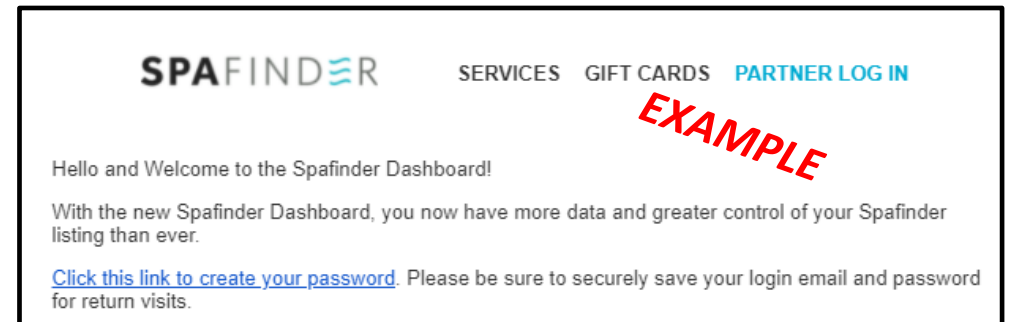 SPAFINDER SERVICES GIFT CARDS PARTNER LOG IN
EXAMPLE
Hello and Welcome to the Spafinder Dashboard!
With the new Spafinder Dashboard, you now have more data and greater control of your Spafinder
listing than ever.
Click this link to create your password. Please be sure to securely save your login email and password
for return visits.